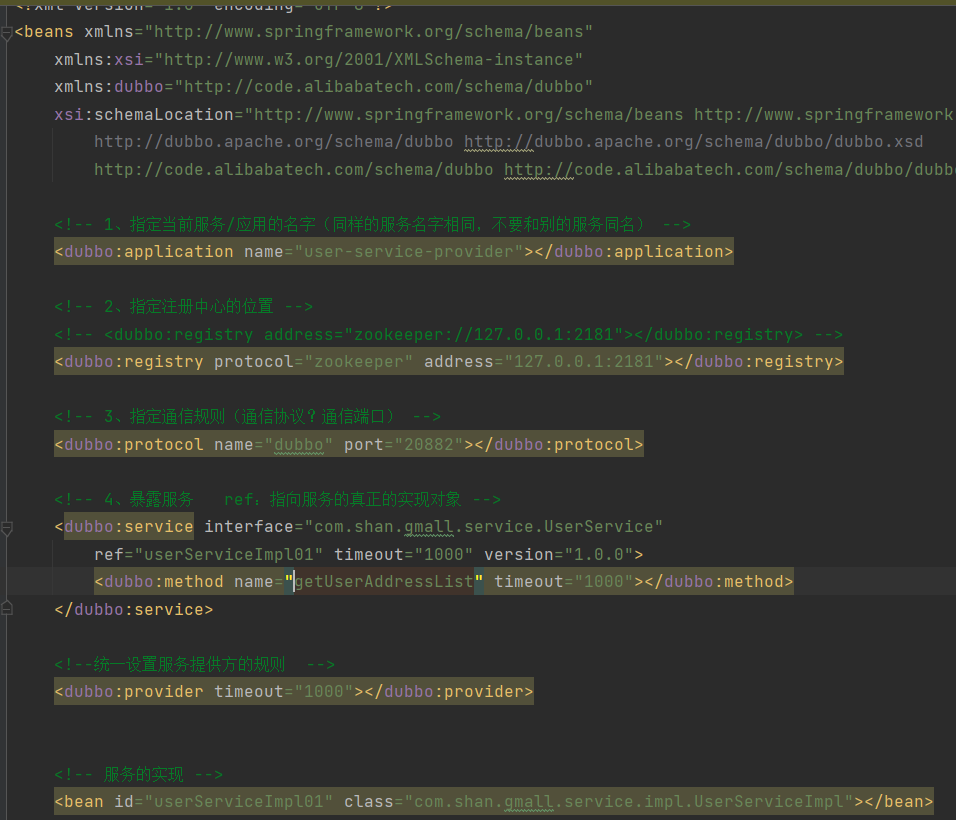 <?xml version="1.0" encoding="UTF-8"?>
<beans xmlns="http://www.springframework.org/schema/beans"
xmlns:xsi="http://www.w3.org/2001/XMLSchema-instance"
xmlns:dubbo="http://code.alibabatech.com/schema/dubbo"
xsi:schemaLocation="http://www.springframework.org/schema/beans http://www.springframework
http://dubbo.apache.org/schema/dubbo http://dubbo.apache.org/schema/dubbo/dubbo.xsd
http://code.alibabatech.com/schema/dubbo http://code.alibabatech.com/schema/dubbo/dubb
<!-- 1、指定当前服务/应用的名字（同样的服务名字相同，不要和别的服务同名） -->
<dubbo:application name="user-service-provider"></dubbo:application>
<!-- 2、指定注册中心的位置 -->
<!-- <dubbo:registry address="zookeeper://127.0.0.1:2181"></dubbo:registry> -->
<dubbo:registry protocol="zookeeper" address="127.0.0.1:2181"></dubbo:registry>
<!-- 3、指定通信规则（通信协议？通信端口） -->
<dubbo:protocol name="dubbo" port="20882"></dubbo:protocol>
<!-- 4、暴露服务   ref：指向服务的真正的实现对象 -->
<dubbo:service interface="com.shan.gmall.service.UserService"
ref="userServiceImpl01" timeout="1000" version="1.0.0">
<dubbo:method name="getUserAddressList" timeout="1000"></dubbo:method>
</dubbo:service>
<!--统一设置服务提供方的规则  -->
<dubbo:provider timeout="1000"></dubbo:provider>
<!-- 服务的实现 -->
<bean id="userServiceImpl01" class="com.shan.gmall.service.impl.UserServiceImpl"></bean>